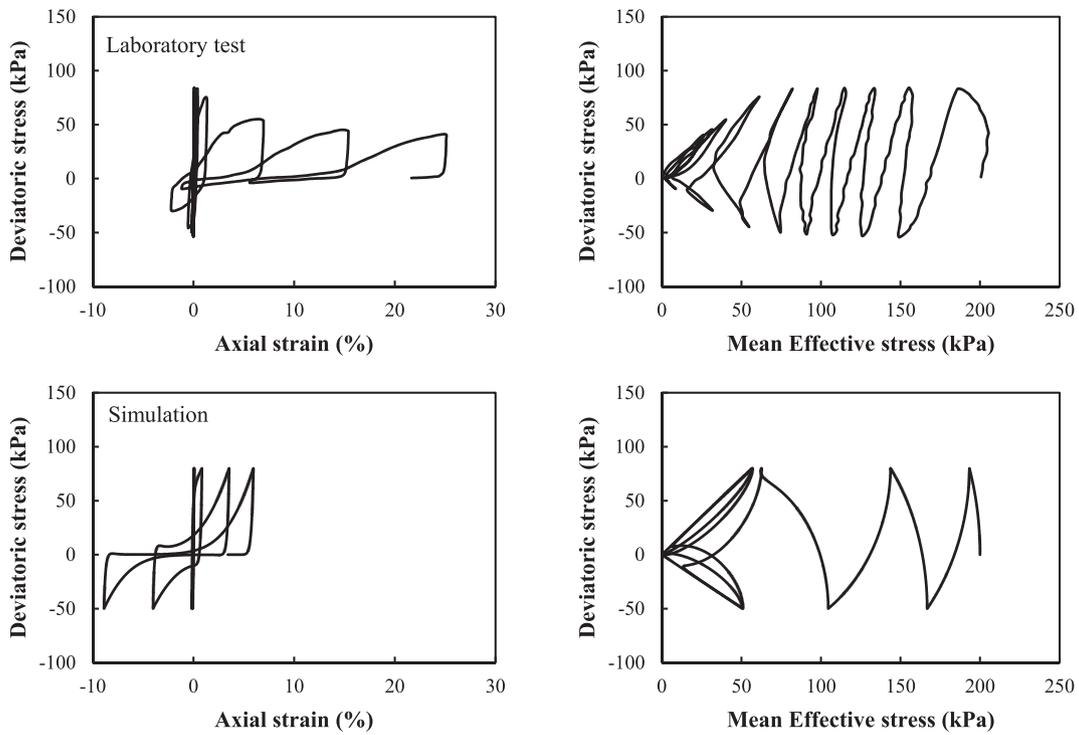 150
100
50
0
-50
-100
Deviatoric stress (kPa)
Laboratory test
-10 0 10 20 30
Axial strain (%)
150
100
50
0
-50
-100
Deviatoric stress (kPa)
0 50 100 150 200 250
Mean Effective stress (kPa)
150
100
50
0
-50
-100
Deviatoric stress (kPa)
Simulation
-10 0 10 20 30
Axial strain (%)
150
100
50
0
-50
-100
Deviatoric stress (kPa)
0 50 100 150 200 250
Mean Effective stress (kPa)